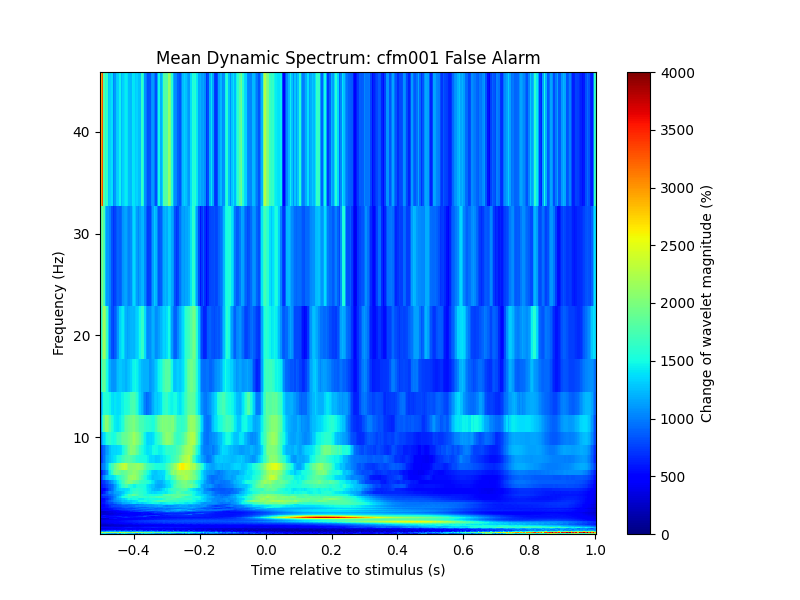 Mean Dynamic Spectrum: cfm001 False Alarm
Frequency (Hz)
40
30
20
10
−0.4 −0.2 0.0 0.2 0.4 0.6 0.8 1.0
Time relative to stimulus (s)
4000
3500
3000
2500
2000
1500
1000
500
0
Change of wavelet magnitude (%)